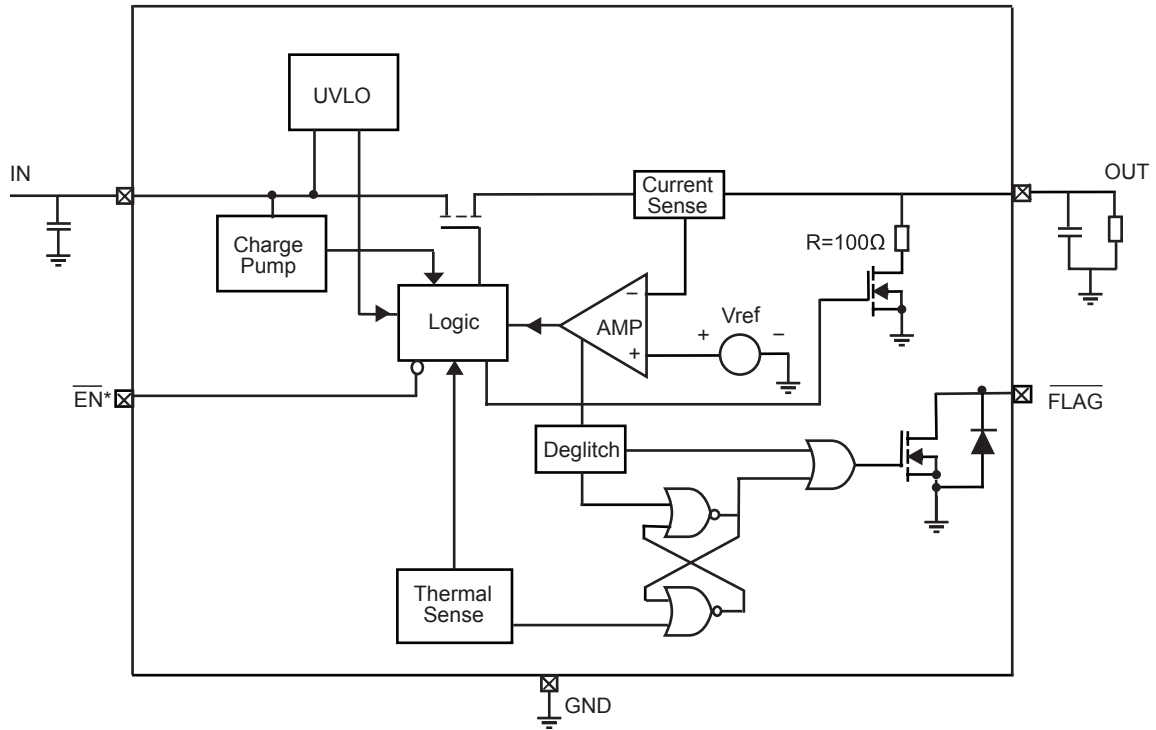 UVLO
IN
OUT
Current
Sense
Charge
Pump
R=100Ω
Logic
−
AMP
+
+
Vref
−
EN*
FLAG
Deglitch
Thermal
Sense
GND